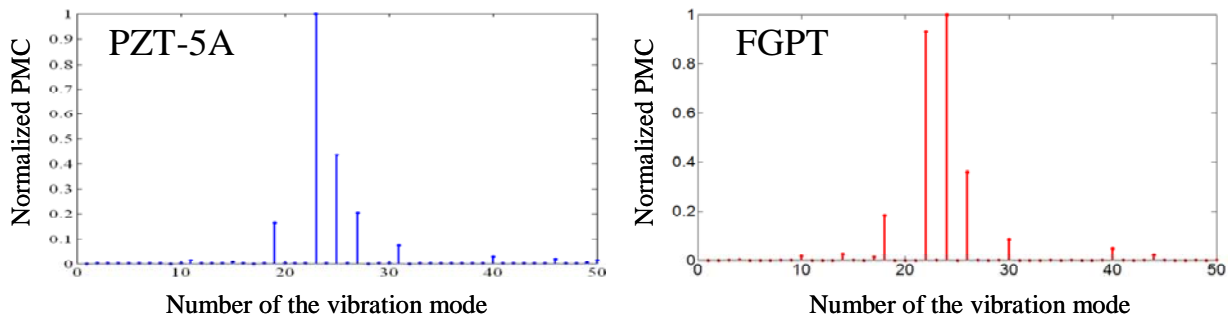 PZT-5A
Normalized PMC
1
0.9
0.8
0.7
0.6
0.5
0.4
0.3
0.2
0.1
0
0 10 20 30 40 50
Number of the vibration mode
FGPT
Normalized PMC
1
0.8
0.6
0.4
0.2
0
0 10 20 30 40 50
Number of the vibration mode